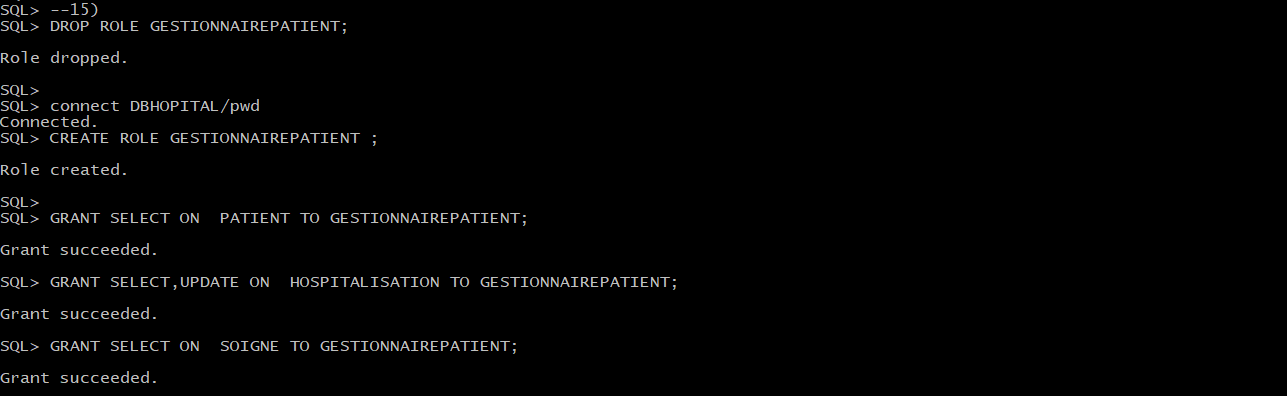 SQL> --15)
SQL> DROP ROLE GESTIONNAIREPATIENT;
Role dropped.
SQL>
SQL> connect DBHOPITAL/pwd
Connected.
SQL> CREATE ROLE GESTIONNAIREPATIENT ;
Role created.
SQL>
SQL> GRANT SELECT ON  PATIENT TO GESTIONNAIREPATIENT;
Grant succeeded.
SQL> GRANT SELECT,UPDATE ON  HOSPITALISATION TO GESTIONNAIREPATIENT;
Grant succeeded.
SQL> GRANT SELECT ON  SOIGNE TO GESTIONNAIREPATIENT;
Grant succeeded.